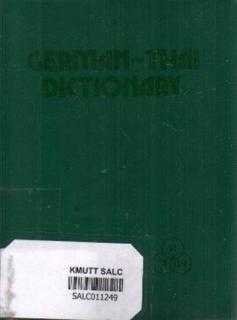 GERMAN-THAI
DICTIONARY
KMUTT SALC
SALC011249